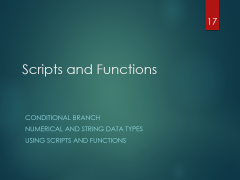 17
Scripts and Functions
CONDITIONAL BRANCH
NUMERICAL AND STRING DATA TYPES
USING SCRIPTS AND FUNCTIONS